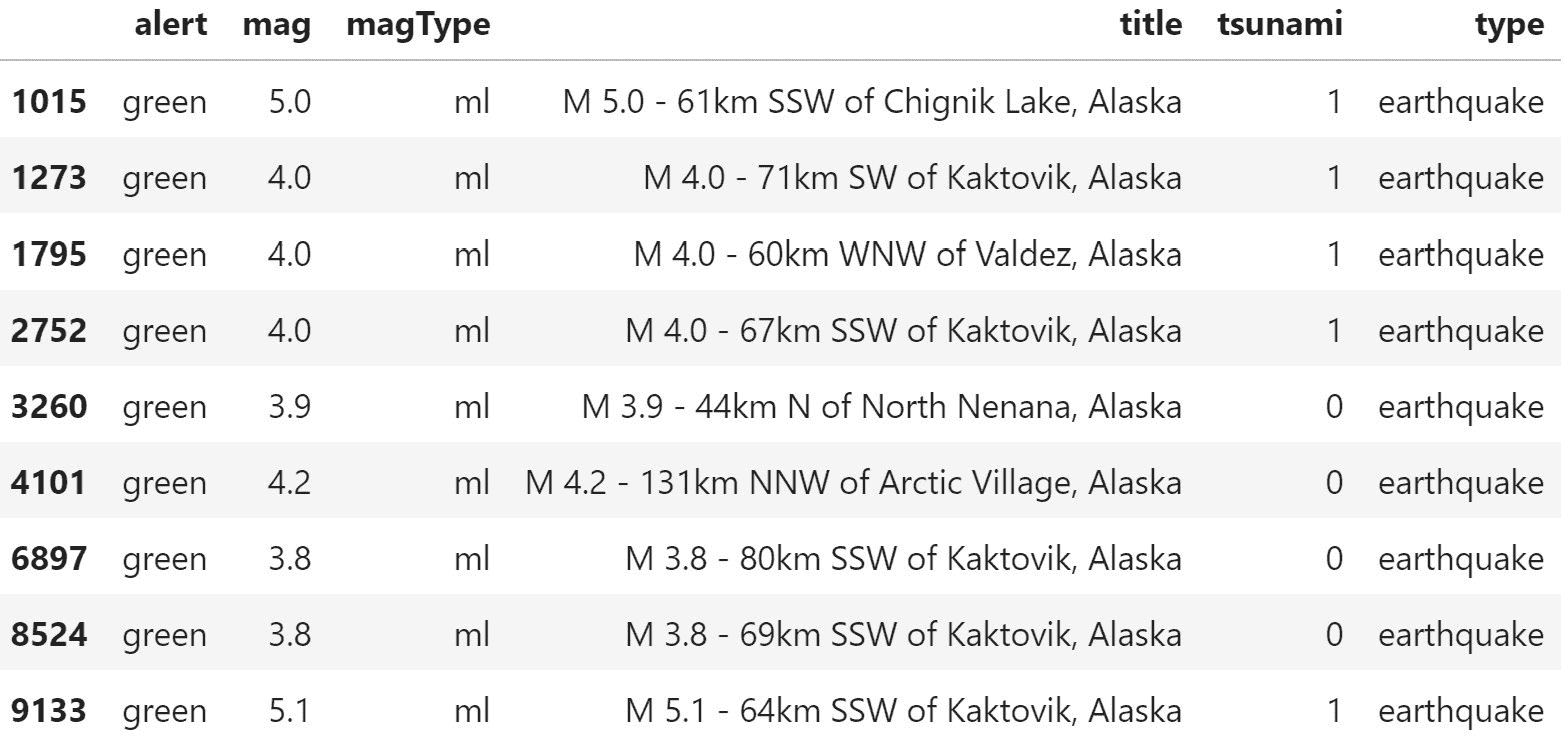 alert mag magType title tsunami type
1015 green 5.0 ml M 5.0 - 61km SSW of Chignik Lake, Alaska 1 earthquake
1273 green 4.0 ml M 4.0 - 71km SW of Kaktovik, Alaska 1 earthquake
1795 green 4.0 ml M 4.0 - 60km WNW of Valdez, Alaska 1 earthquake
2752 green 4.0 ml M 4.0 - 67km SSW of Kaktovik, Alaska 1 earthquake
3260 green 3.9 ml M 3.9 - 44km N of North Nenana, Alaska 0 earthquake
4101 green 4.2 ml M 4.2 - 131km NNW of Arctic Village, Alaska 0 earthquake
6897 green 3.8 ml M 3.8 - 80km SSW of Kaktovik, Alaska 0 earthquake
8524 green 3.8 ml M 3.8 - 69km SSW of Kaktovik, Alaska 0 earthquake
9133 green 5.1 ml M 5.1 - 64km SSW of Kaktovik, Alaska 1 earthquake